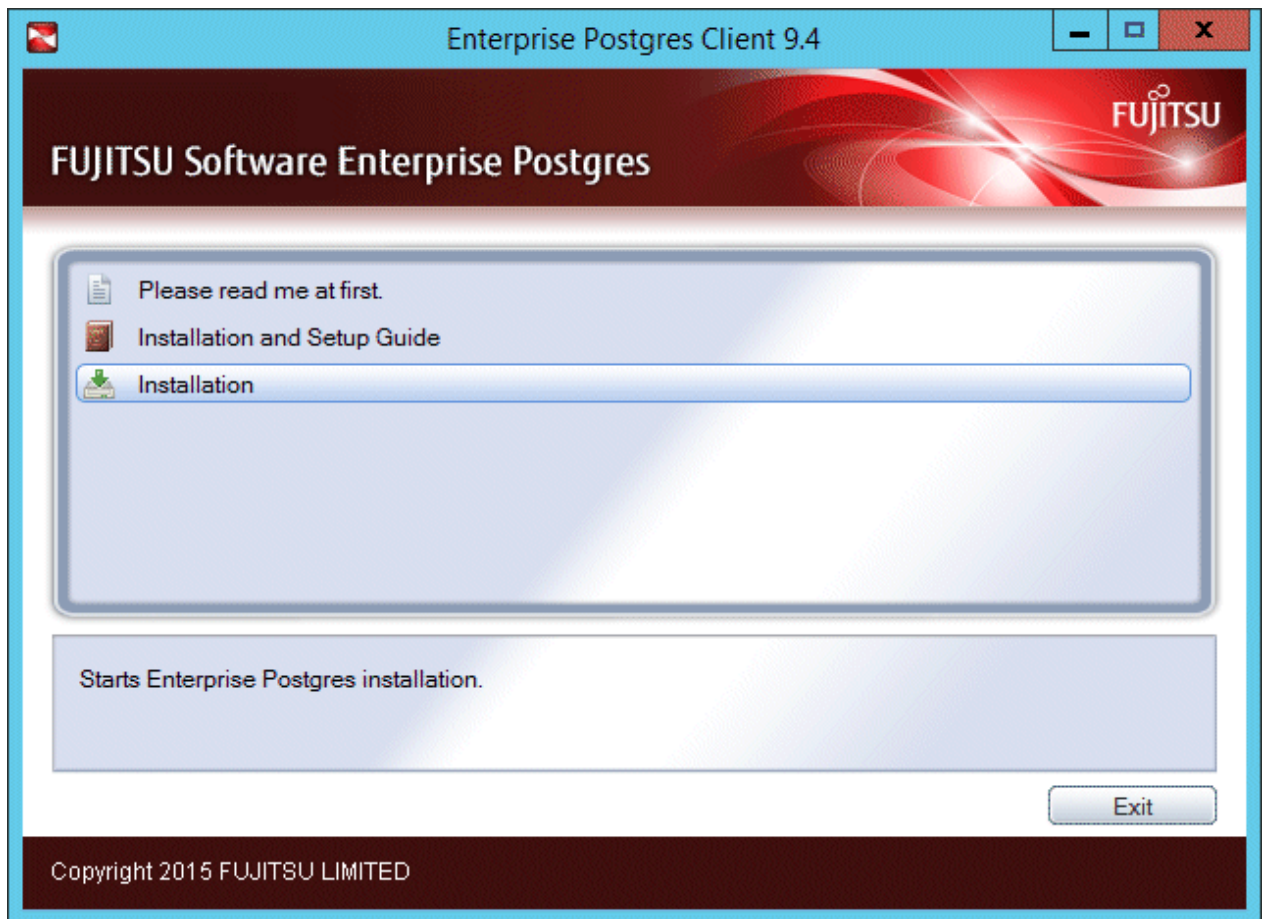 Enterprise Postgres Client 9.4
FUJITSU
FUJITSU Software Enterprise Postgres
Please read me at first.
Installation and Setup Guide
Installation
Starts Enterprise Postgres installation.
Exit
Copyright 2015 FUJITSU LIMITED